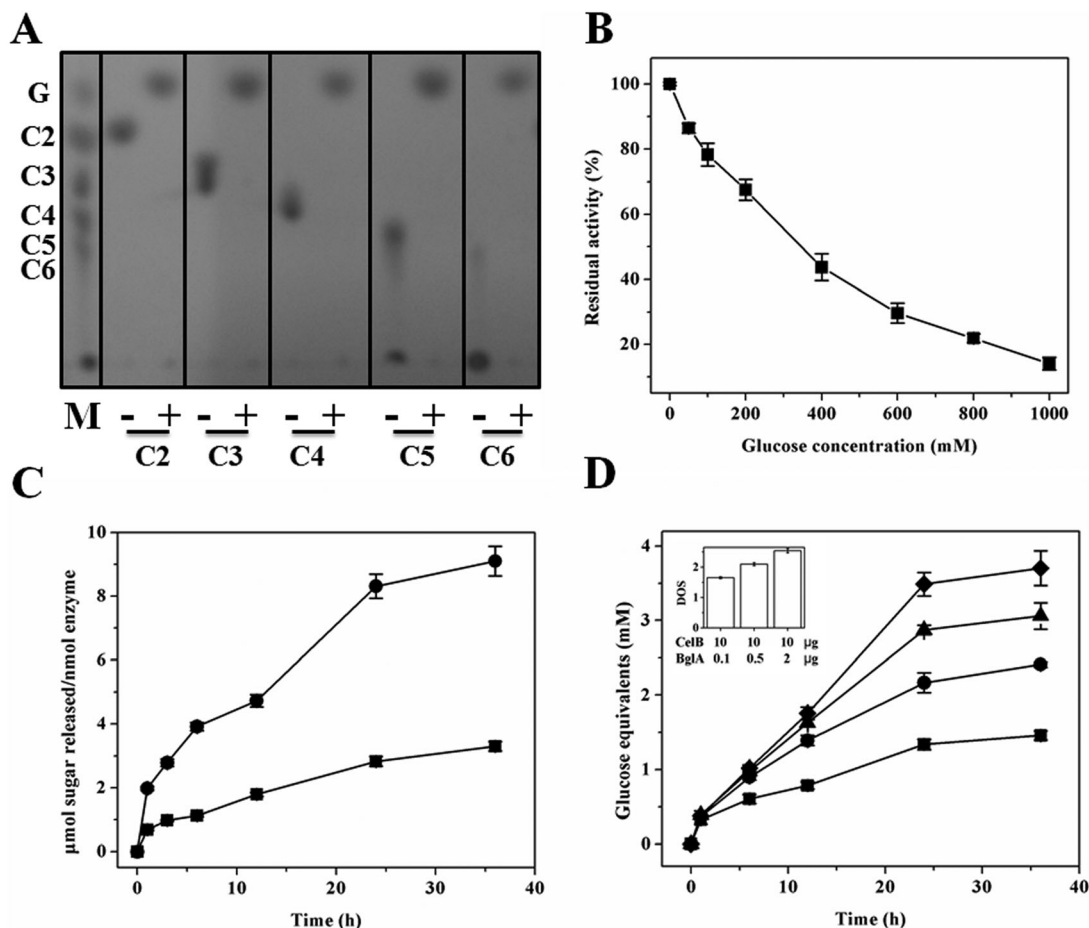 A
G
C2
C3
C4
C5
C6
M - + - + - + - + - +
C2 C3 C4 C5 C6
B
100
80
60
40
20
Residual activity (%)
0 200 400 600 800 1000
Glucose concentration (mM)
C
10
8
6
4
2
0
µmol sugar released/nmol enzyme
0 10 20 30 40
Time (h)
D
4
3
2
1
0
Glucose equivalents (mM)
2
1
0
DOS
CelB 10 10 10 µg
BglA 0.1 0.5 2 µg
0 10 20 30 40
Time (h)